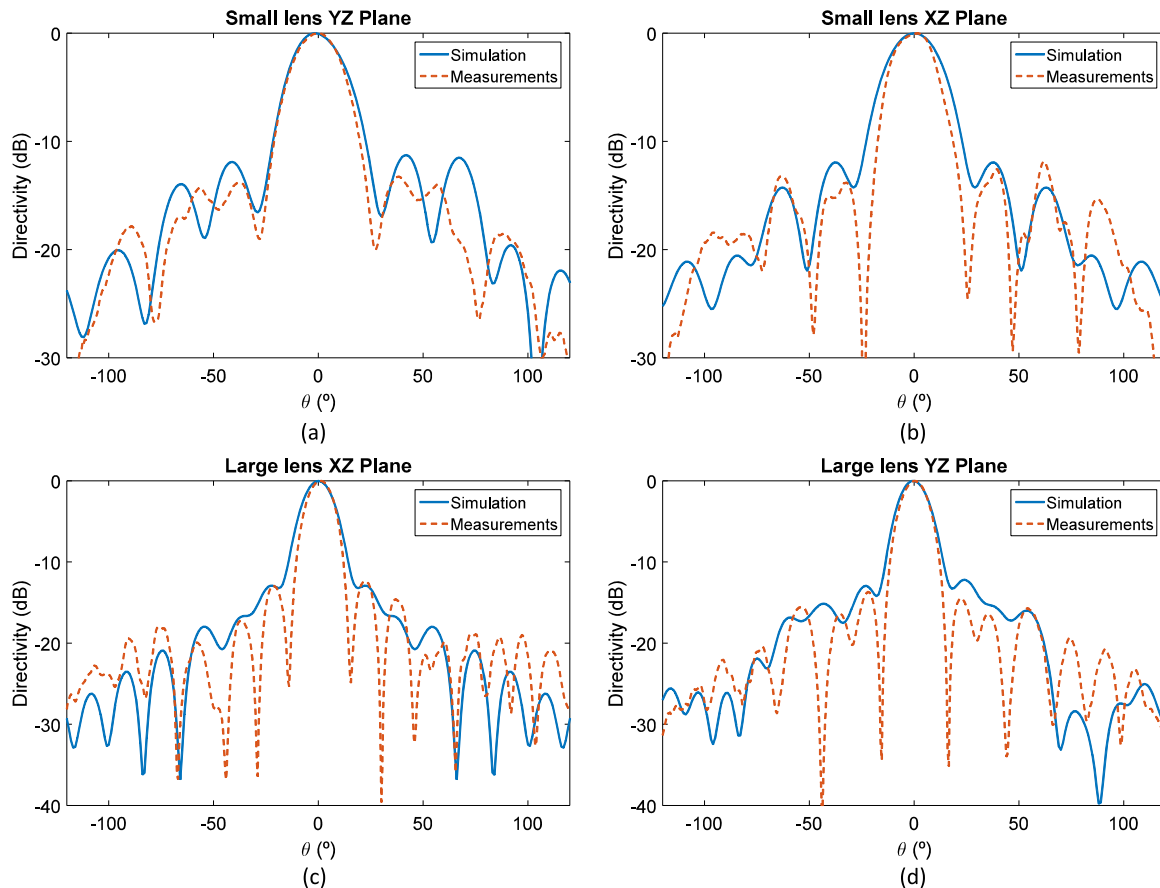 Small lens YZ Plane
Simulation
Measurements
Directivity (dB)
0
-10
-20
-30
-100
-50
0
50
100
θ (º)
(a)
Small lens XZ Plane
Simulation
Measurements
Directivity (dB)
0
-10
-20
-30
-100
-50
0
50
100
θ (º)
(b)
Large lens XZ Plane
Simulation
Measurements
Directivity (dB)
0
-10
-20
-30
-40
-100
-50
0
50
100
θ (º)
(c)
Large lens YZ Plane
Simulation
Measurements
Directivity (dB)
0
-10
-20
-30
-40
-100
-50
0
50
100
θ (º)
(d)